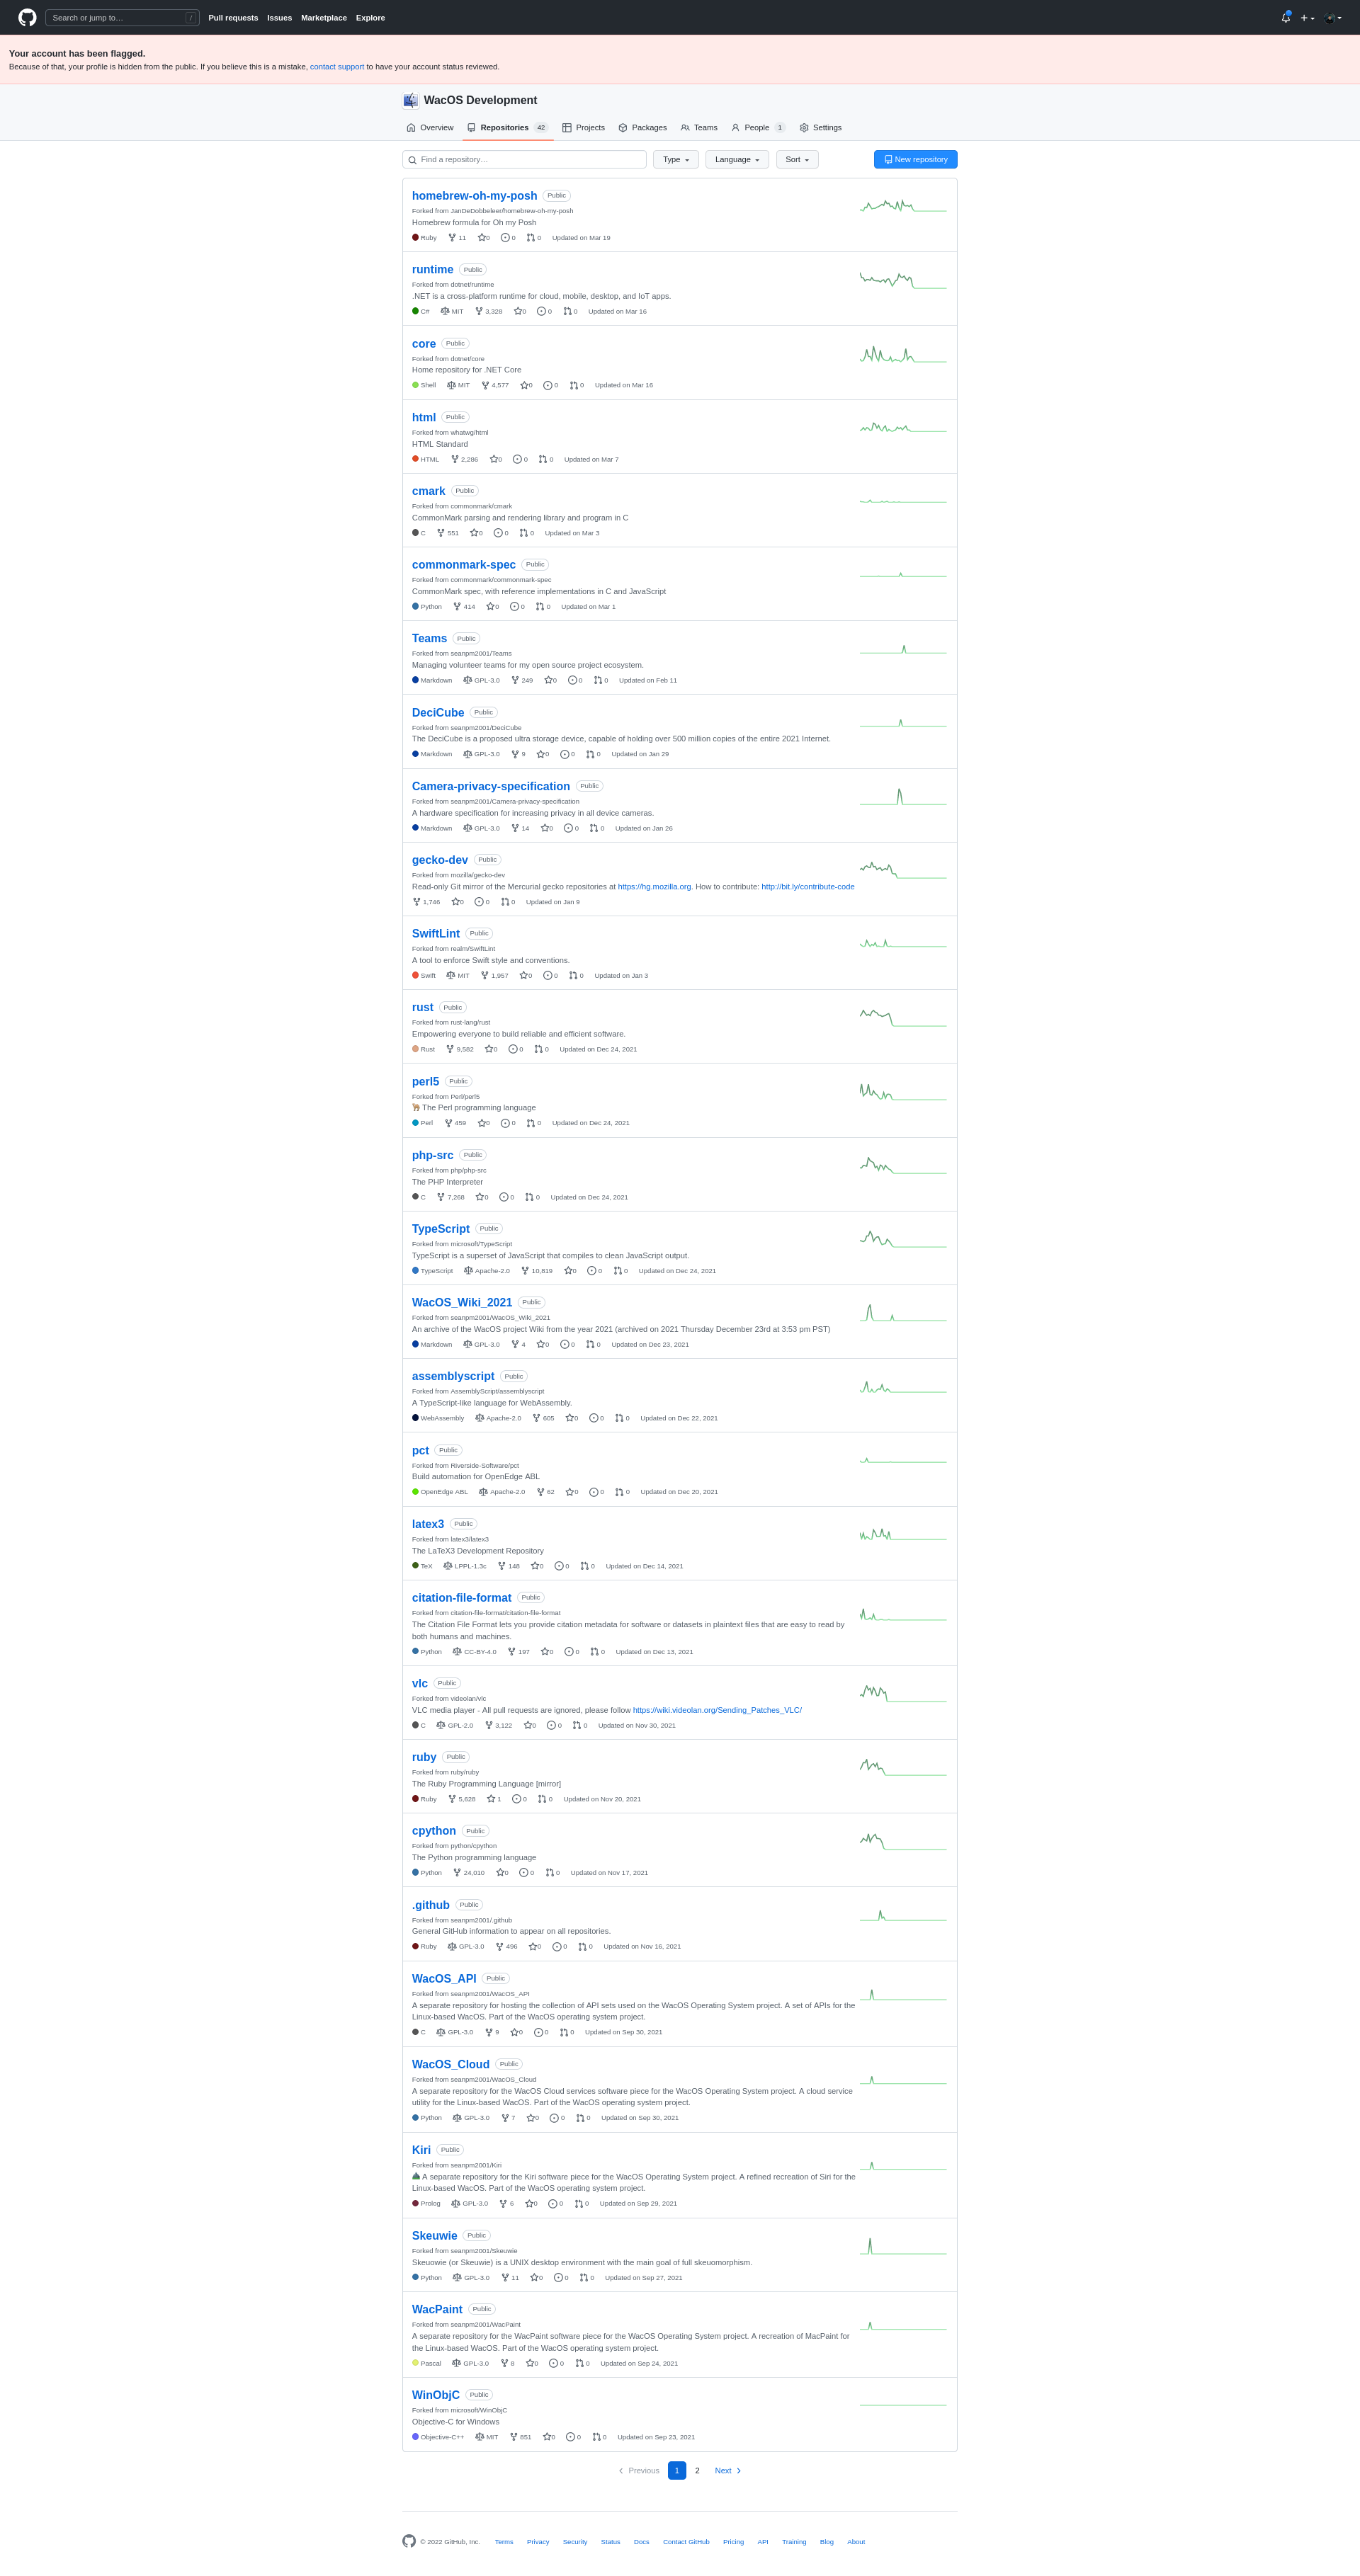 Search or jump to… /
Pull requests Issues Marketplace Explore
Your account has been flagged.
Because of that, your profile is hidden from the public. If you believe this is a mistake, contact support to have your account status reviewed.
WacOS Development
Overview Repositories 42 Projects Packages Teams People 1 Settings
Find a repository… Type Language Sort New repository
homebrew-oh-my-posh Public
Forked from JanDeDobbeleer/homebrew-oh-my-posh
Homebrew formula for Oh my Posh
Ruby 11 0 0 0 Updated on Mar 19
runtime Public
Forked from dotnet/runtime
.NET is a cross-platform runtime for cloud, mobile, desktop, and IoT apps.
C# MIT 3,328 0 0 0 Updated on Mar 16
core Public
Forked from dotnet/core
Home repository for .NET Core
Shell MIT 4,577 0 0 0 Updated on Mar 16
html Public
Forked from whatwg/html
HTML Standard
HTML 2,286 0 0 0 Updated on Mar 7
cmark Public
Forked from commonmark/cmark
CommonMark parsing and rendering library and program in C
C 551 0 0 0 Updated on Mar 3
commonmark-spec Public
Forked from commonmark/commonmark-spec
CommonMark spec, with reference implementations in C and JavaScript
Python 414 0 0 0 Updated on Mar 1
Teams Public
Forked from seanpm2001/Teams
Managing volunteer teams for my open source project ecosystem.
Markdown GPL-3.0 249 0 0 0 Updated on Feb 11
DeciCube Public
Forked from seanpm2001/DeciCube
The DeciCube is a proposed ultra storage device, capable of holding over 500 million copies of the entire 2021 Internet.
Markdown GPL-3.0 9 0 0 0 Updated on Jan 29
Camera-privacy-specification Public
Forked from seanpm2001/Camera-privacy-specification
A hardware specification for increasing privacy in all device cameras.
Markdown GPL-3.0 14 0 0 0 Updated on Jan 26
gecko-dev Public
Forked from mozilla/gecko-dev
Read-only Git mirror of the Mercurial gecko repositories at https://hg.mozilla.org. How to contribute: http://bit.ly/contribute-code
1,746 0 0 0 Updated on Jan 9
SwiftLint Public
Forked from realm/SwiftLint
A tool to enforce Swift style and conventions.
Swift MIT 1,957 0 0 0 Updated on Jan 3
rust Public
Forked from rust-lang/rust
Empowering everyone to build reliable and efficient software.
Rust 9,582 0 0 0 Updated on Dec 24, 2021
perl5 Public
Forked from Perl/perl5
🐫 The Perl programming language
Perl 459 0 0 0 Updated on Dec 24, 2021
php-src Public
Forked from php/php-src
The PHP Interpreter
C 7,268 0 0 0 Updated on Dec 24, 2021
TypeScript Public
Forked from microsoft/TypeScript
TypeScript is a superset of JavaScript that compiles to clean JavaScript output.
TypeScript Apache-2.0 10,819 0 0 0 Updated on Dec 24, 2021
WacOS_Wiki_2021 Public
Forked from seanpm2001/WacOS_Wiki_2021
An archive of the WacOS project Wiki from the year 2021 (archived on 2021 Thursday December 23rd at 3:53 pm PST)
Markdown GPL-3.0 4 0 0 0 Updated on Dec 23, 2021
assemblyscript Public
Forked from AssemblyScript/assemblyscript
A TypeScript-like language for WebAssembly.
WebAssembly Apache-2.0 605 0 0 0 Updated on Dec 22, 2021
pct Public
Forked from Riverside-Software/pct
Build automation for OpenEdge ABL
OpenEdge ABL Apache-2.0 62 0 0 0 Updated on Dec 20, 2021
latex3 Public
Forked from latex3/latex3
The LaTeX3 Development Repository
TeX LPPL-1.3c 148 0 0 0 Updated on Dec 14, 2021
citation-file-format Public
Forked from citation-file-format/citation-file-format
The Citation File Format lets you provide citation metadata for software or datasets in plaintext files that are easy to read by
both humans and machines.
Python CC-BY-4.0 197 0 0 0 Updated on Dec 13, 2021
vlc Public
Forked from videolan/vlc
VLC media player - All pull requests are ignored, please follow https://wiki.videolan.org/Sending_Patches_VLC/
C GPL-2.0 3,122 0 0 0 Updated on Nov 30, 2021
ruby Public
Forked from ruby/ruby
The Ruby Programming Language [mirror]
Ruby 5,628 1 0 0 Updated on Nov 20, 2021
cpython Public
Forked from python/cpython
The Python programming language
Python 24,010 0 0 0 Updated on Nov 17, 2021
.github Public
Forked from seanpm2001/.github
General GitHub information to appear on all repositories.
Ruby GPL-3.0 496 0 0 0 Updated on Nov 16, 2021
WacOS_API Public
Forked from seanpm2001/WacOS_API
A separate repository for hosting the collection of API sets used on the WacOS Operating System project. A set of APIs for the
Linux-based WacOS. Part of the WacOS operating system project.
C GPL-3.0 9 0 0 0 Updated on Sep 30, 2021
WacOS_Cloud Public
Forked from seanpm2001/WacOS_Cloud
A separate repository for the WacOS Cloud services software piece for the WacOS Operating System project. A cloud service
utility for the Linux-based WacOS. Part of the WacOS operating system project.
Python GPL-3.0 7 0 0 0 Updated on Sep 30, 2021
Kiri Public
Forked from seanpm2001/Kiri
A separate repository for the Kiri software piece for the WacOS Operating System project. A refined recreation of Siri for the
Linux-based WacOS. Part of the WacOS operating system project.
Prolog GPL-3.0 6 0 0 0 Updated on Sep 29, 2021
Skeuwie Public
Forked from seanpm2001/Skeuwie
Skeuowie (or Skeuwie) is a UNIX desktop environment with the main goal of full skeuomorphism.
Python GPL-3.0 11 0 0 0 Updated on Sep 27, 2021
WacPaint Public
Forked from seanpm2001/WacPaint
A separate repository for the WacPaint software piece for the WacOS Operating System project. A recreation of MacPaint for
the Linux-based WacOS. Part of the WacOS operating system project.
Pascal GPL-3.0 8 0 0 0 Updated on Sep 24, 2021
WinObjC Public
Forked from microsoft/WinObjC
Objective-C for Windows
Objective-C++ MIT 851 0 0 0 Updated on Sep 23, 2021
Previous 1 2 Next
© 2022 GitHub, Inc. Terms Privacy Security Status Docs Contact GitHub Pricing API Training Blog About